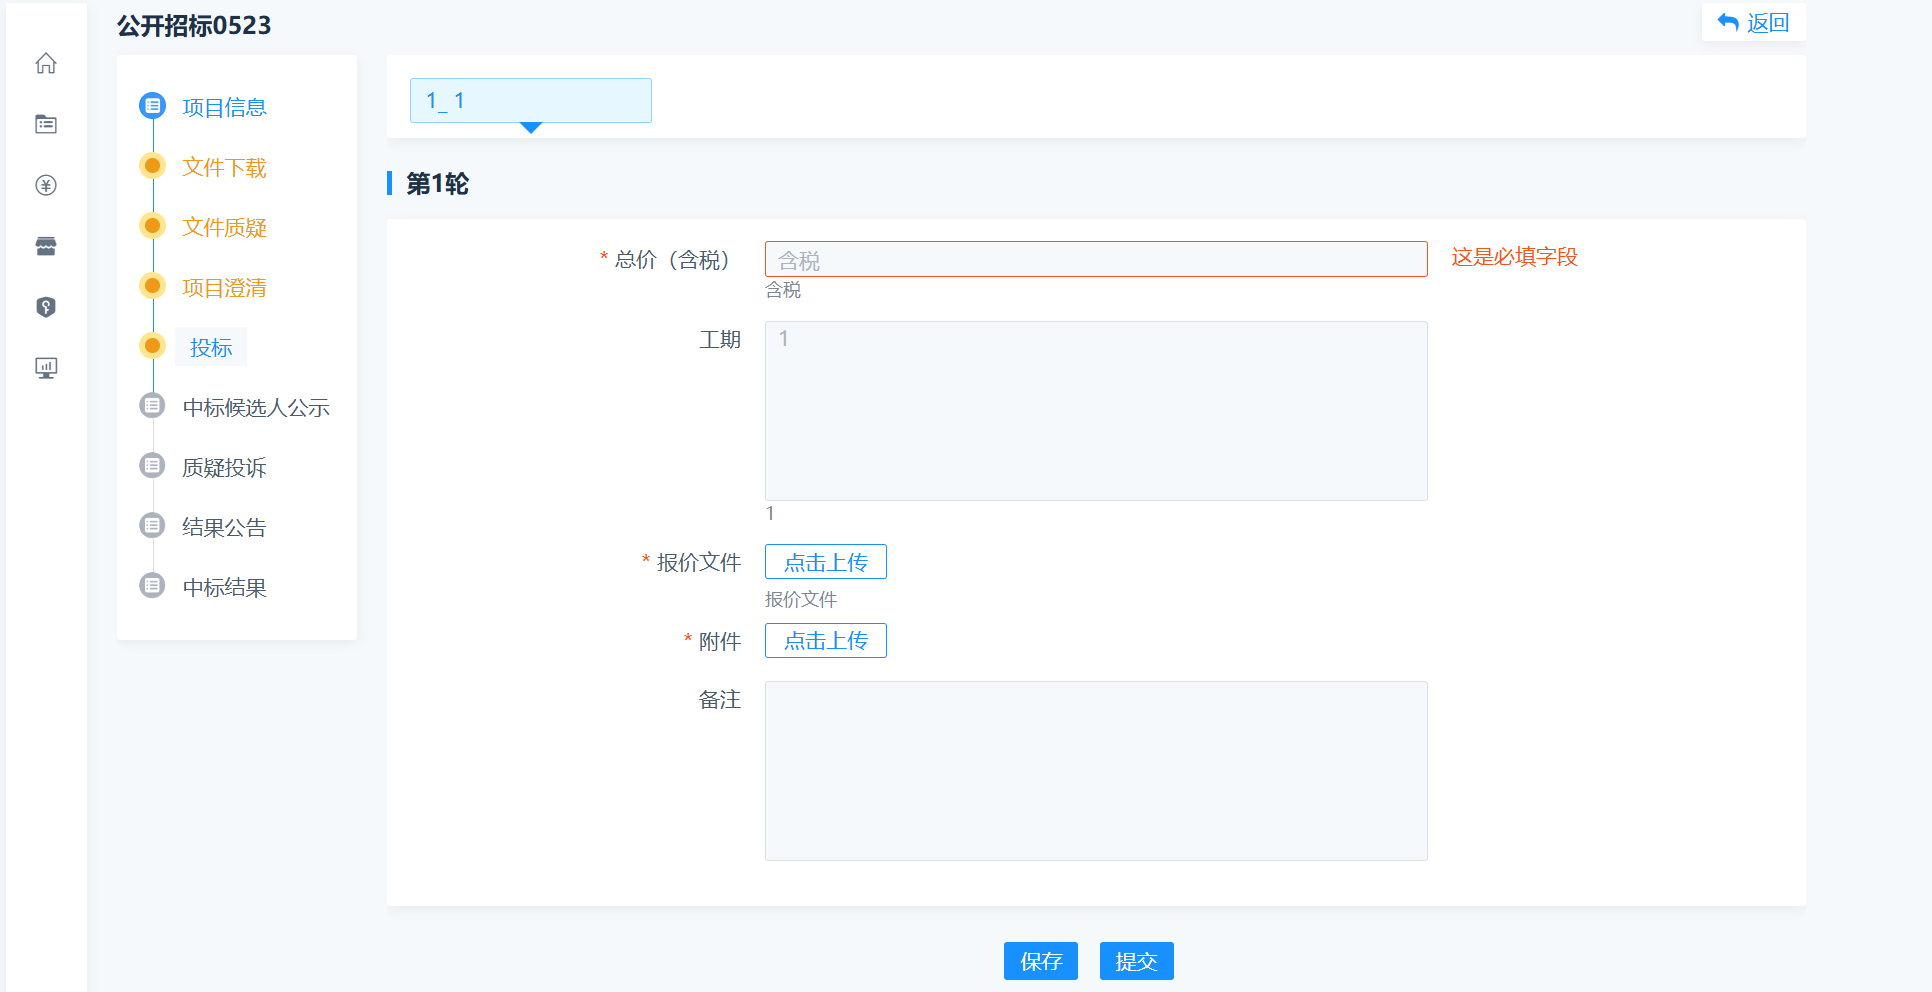 公开招标0523
返回
项目信息
文件下载
文件质疑
项目澄清
投标
中标候选人公示
质疑投诉
结果公告
中标结果
1_ 1
第1轮
* 总价（含税）
含税
这是必填字段
含税
工期
1
1
* 报价文件
点击上传
报价文件
* 附件
点击上传
备注
保存
提交